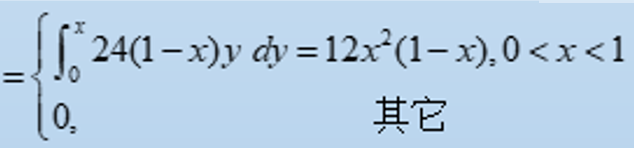 = { ∫₀ˣ 24(1−x)y dy = 12x²(1−x), 0 < x < 1
0, 其它